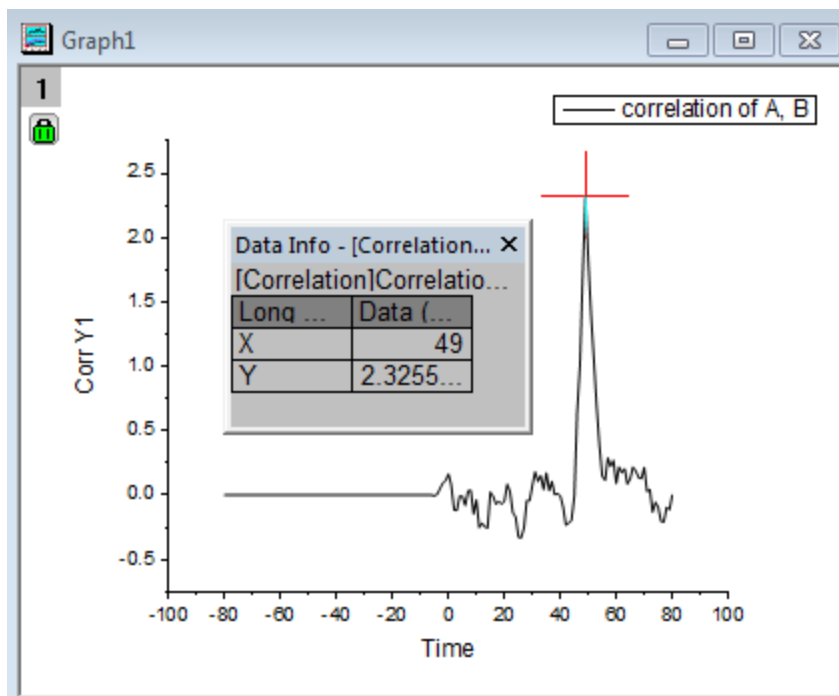 Graph1
1
correlation of A, B
2.5
2.0
1.5
1.0
0.5
0.0
-0.5
Corr Y1
Data Info - [Correlation... ×
[Correlation]Correlatio...
Long ... Data (...
X 49
Y 2.3255...
-100 -80 -60 -40 -20 0 20 40 60 80 100
Time